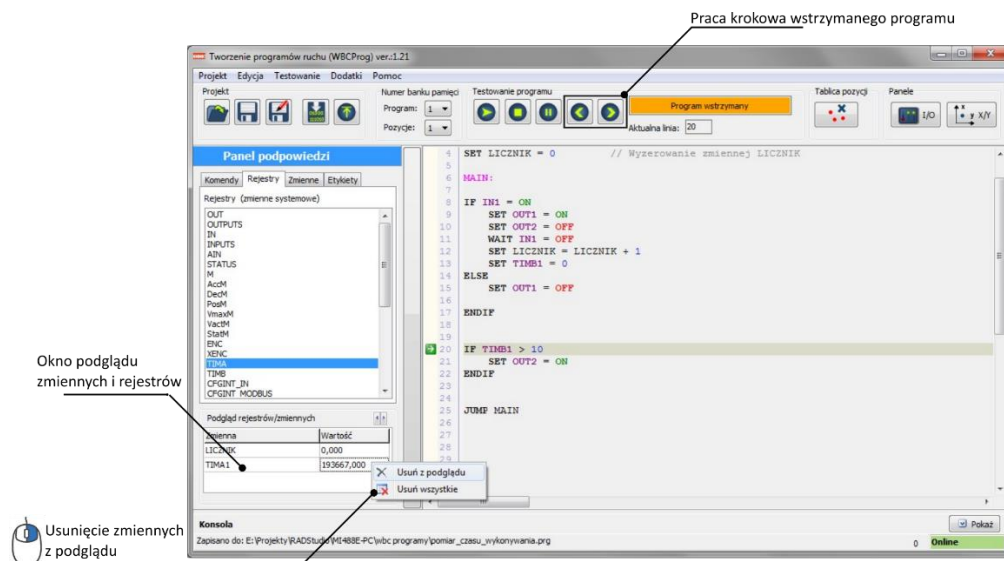 Praca krokowa wstrzymanego programu
Tworzenie programów ruchu (WBCProg) ver.:1.21
Projekt Edycja Testowanie Dodatki Pomoc
Projekt
Numer banku pamięci
Testowanie programu
Tablica pozycji
Panele
Program: 1
Program wstrzymany
I/O
X/Y
Pozycje: 1
Aktualna linia: 20
Panel podpowiedzi
Komendy Rejestry Zmienne Etykiety
Rejestry (zmienne systemowe)
OUT
OUTPUTS
IN
INPUTS
AIN
STATUS
M
AccM
DecM
PosM
VmaxM
VactM
StatM
ENC
XENC
TIMA
TIMB
CFGINT_IN
CFGINT_MODBUS
4 SET LICZNIK = 0 // Wyzerowanie zmiennej LICZNIK
5
6 MAIN:
7
8 IF IN1 = ON
9 SET OUT1 = ON
10 SET OUT2 = OFF
11 WAIT IN1 = OFF
12 SET LICZNIK = LICZNIK + 1
13 SET TIMB1 = 0
14 ELSE
15 SET OUT1 = OFF
16
17 ENDIF
18
19
20 IF TIMB1 > 10
21 SET OUT2 = ON
22 ENDIF
23
24
25 JUMP MAIN
26
27
28
29
Okno podglądu
zmiennych i rejestrów
Podgląd rejestrów/zmiennych
Zmienna Wartość
LICZNIK 0,000
TIMA1 193667,000
Usuń z podglądu
Usuń wszystkie
Usunięcie zmiennych
z podglądu
Konsola
Pokaż
Zapisano do: E:\Projekty\RADStudio\MI488E-PC\wbc programy\pomiar_czasu_wykonywania.prg
0 Online